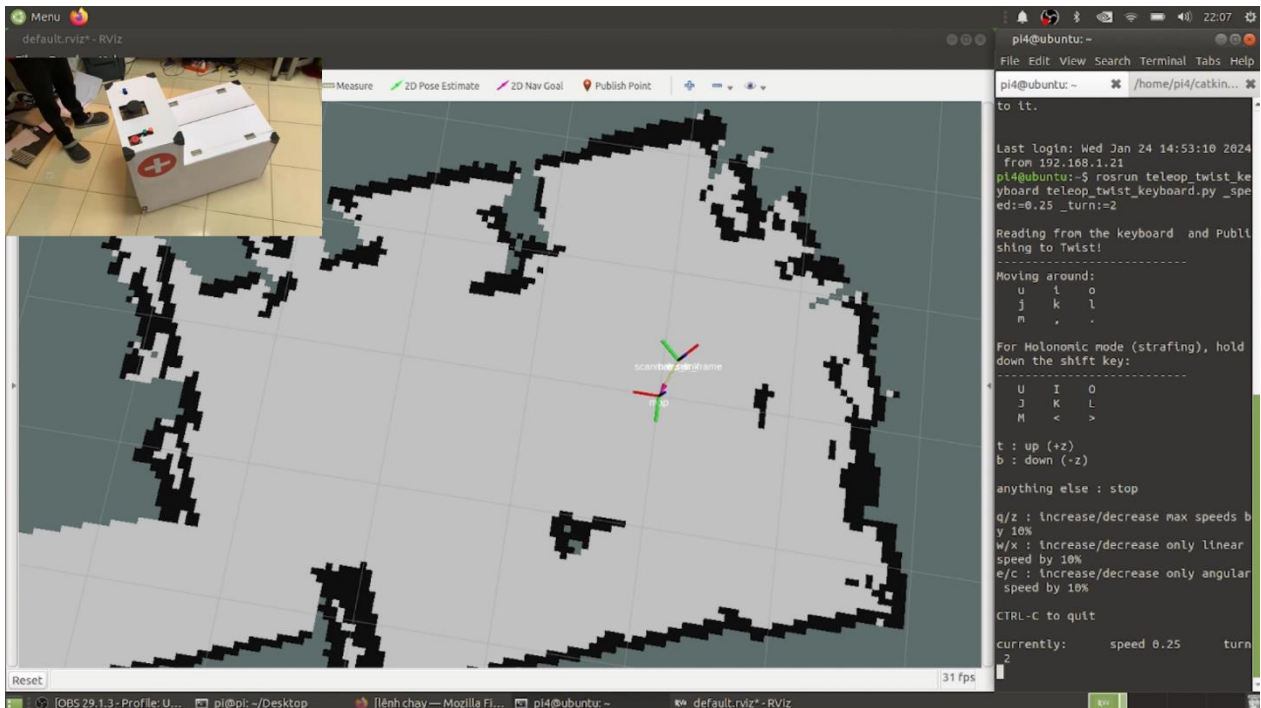 Menu
22:07
default.rviz* - RViz
Measure
2D Pose Estimate
2D Nav Goal
Publish Point
map
Reset
31 fps
pi4@ubuntu: ~
File Edit View Search Terminal Tabs Help
pi4@ubuntu: ~
/home/pi4/catkin...
to it.
Last login: Wed Jan 24 14:53:10 2024
from 192.168.1.21
pi4@ubuntu:~$ rosrun teleop_twist_ke
yboard teleop_twist_keyboard.py _spe
ed:=0.25 _turn:=2
Reading from the keyboard  and Publi
shing to Twist!
---------------------------
Moving around:
u i o
j k l
m , .
For Holonomic mode (strafing), hold
down the shift key:
---------------------------
U I O
J K L
M < >
t : up (+z)
b : down (-z)
anything else : stop
q/z : increase/decrease max speeds b
y 10%
w/x : increase/decrease only linear
speed by 10%
e/c : increase/decrease only angular
speed by 10%
CTRL-C to quit
currently: speed 0.25 turn
2
[OBS 29.1.3 - Profile: U...
pi@pi: ~/Desktop
[lệnh chạy — Mozilla Fi...
pi4@ubuntu: ~
default.rviz* - RViz